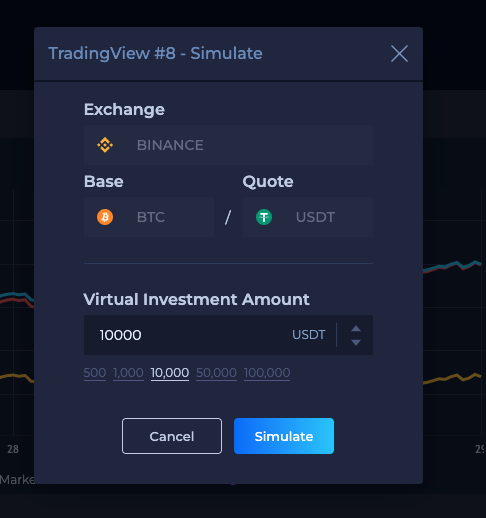 TradingView #8 - Simulate
Exchange
BINANCE
Base
Quote
BTC
/
USDT
Virtual Investment Amount
10000
USDT
500 1,000 10,000 50,000 100,000
Cancel
Simulate
28
29
Marke